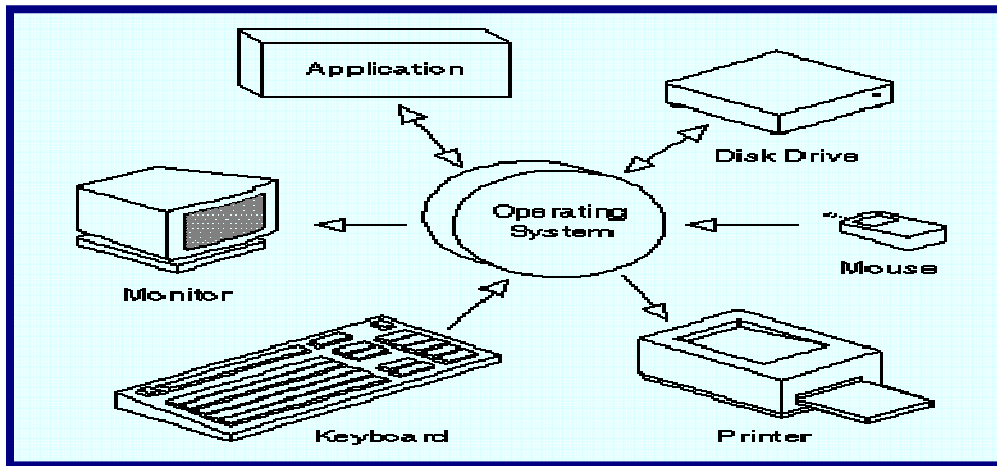 Application
Disk Drive
Operating
System
Mouse
Monitor
Keyboard
Printer